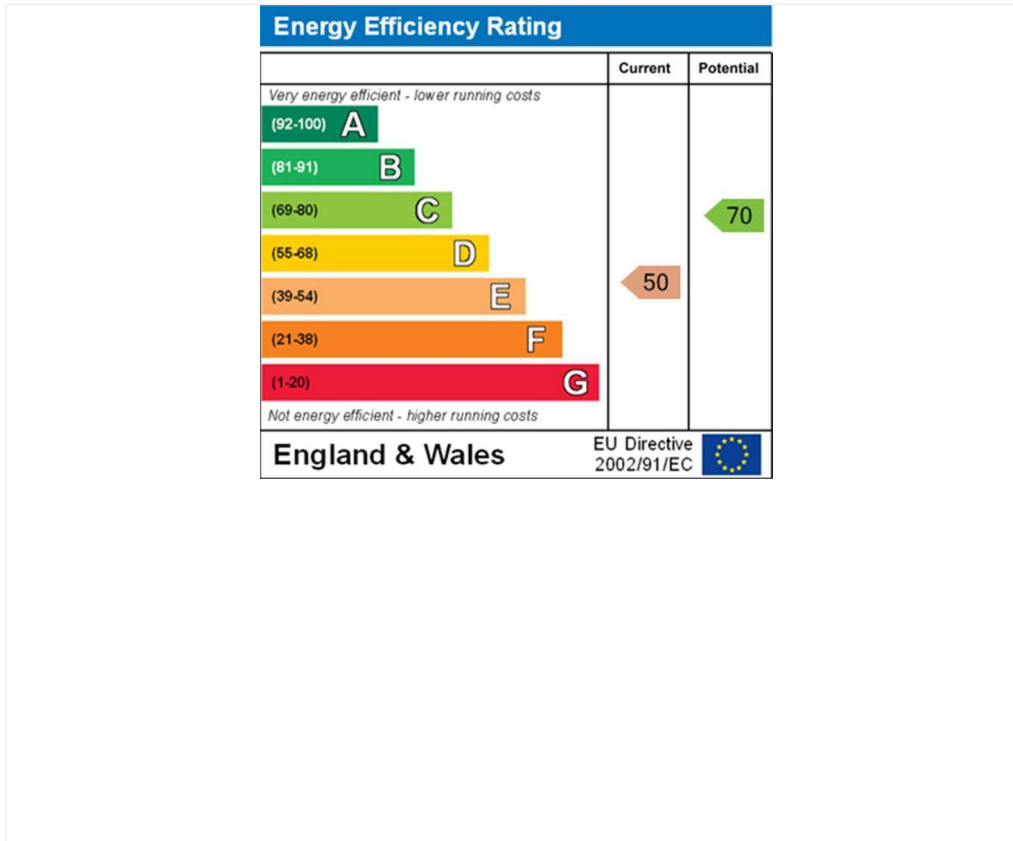 Energy Efficiency Rating
Current Potential
Very energy efficient - lower running costs
(92-100) A
(81-91) B
(69-80) C
70
(55-68) D
(39-54) E
50
(21-38) F
(1-20) G
Not energy efficient - higher running costs
England & Wales
EU Directive
2002/91/EC